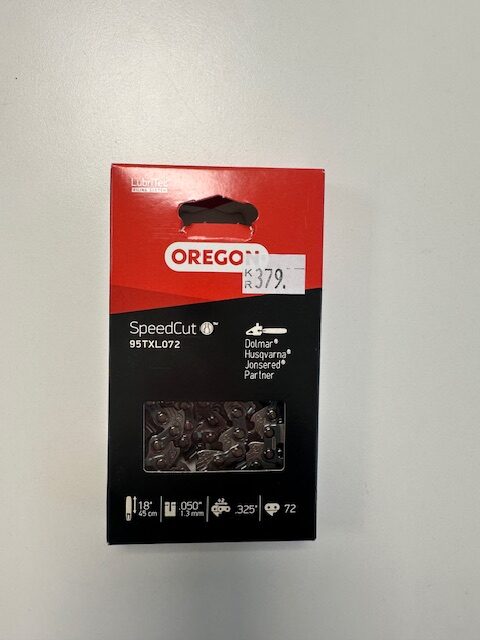 LubriTec
OREGON
KR 379.
SpeedCut ™
95TXL072
Dolmar®
Husqvarna®
Jonsered®
Partner
18"
45 cm
.050"
1.3 mm
.325"
72